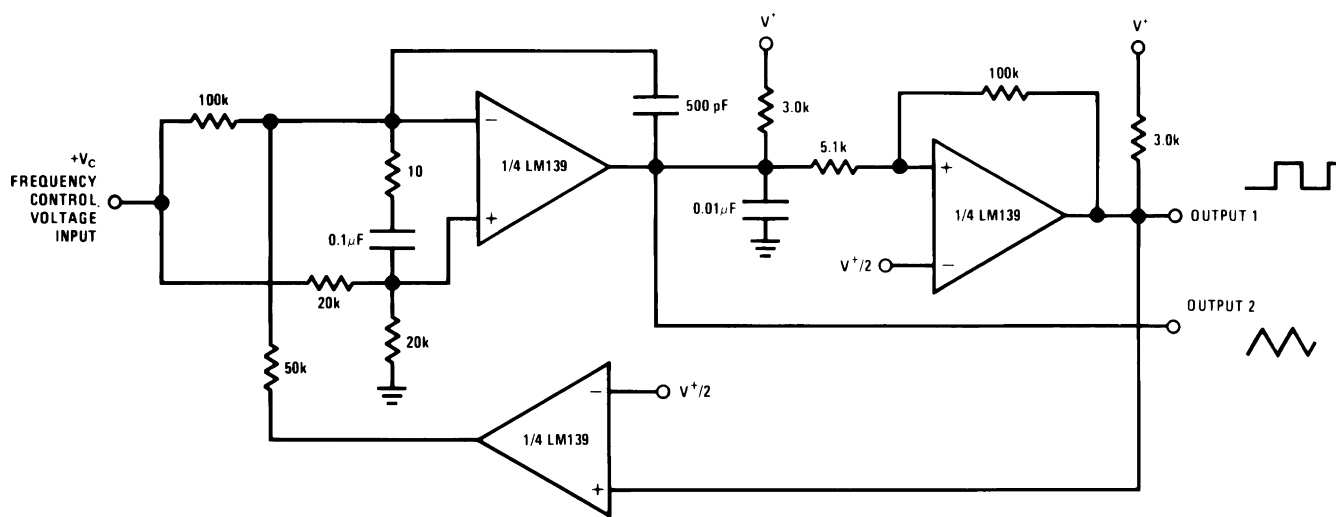 +VC
FREQUENCY
CONTROL,
VOLTAGE
INPUT
100k
10
0.1µF
20k
20k
50k
−
+
1/4 LM139
500 pF
V+
3.0k
0.01µF
5.1k
100k
+
−
1/4 LM139
V+/2
V+
3.0k
OUTPUT 1
OUTPUT 2
−
+
1/4 LM139
V+/2